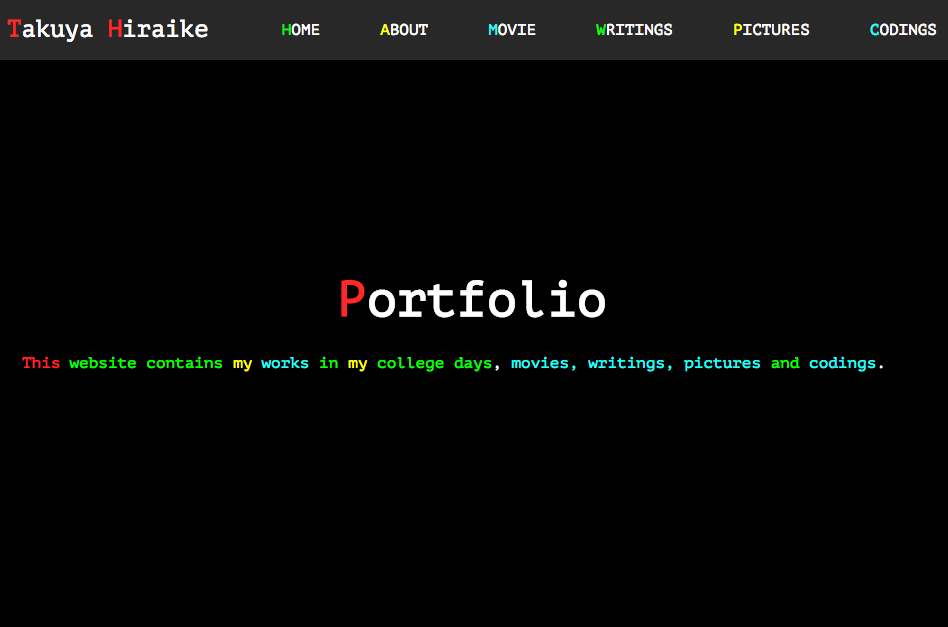 Takuya Hiraike HOME ABOUT MOVIE WRITINGS PICTURES CODINGS
Portfolio
This website contains my works in my college days, movies, writings, pictures and codings.